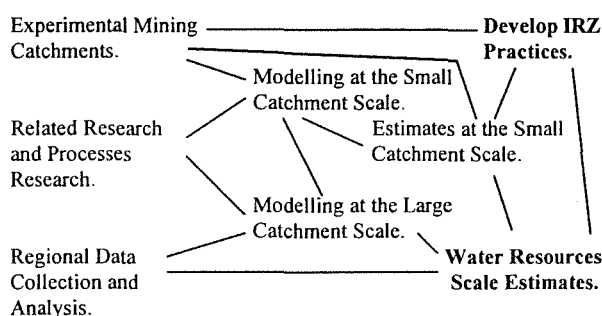 Experimental Mining
Catchments.
Develop IRZ
Practices.
Modelling at the Small
Catchment Scale.
Related Research
and Processes
Research.
Estimates at the Small
Catchment Scale.
Modelling at the Large
Catchment Scale.
Regional Data
Collection and
Analysis.
Water Resources
Scale Estimates.